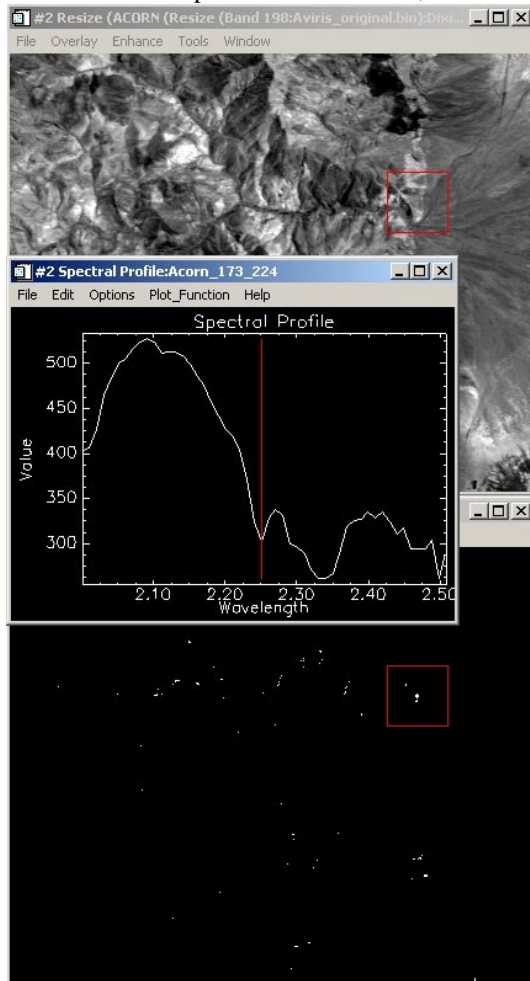 #2 Resize (ACORN (Resize (Band 198:Aviris_original.bin):Dixi...
File Overlay Enhance Tools Window
#2 Spectral Profile:Acorn_173_224
File Edit Options Plot_Function Help
Spectral Profile
Value
500
450
400
350
300
2.10 2.20 2.30 2.40 2.50
Wavelength